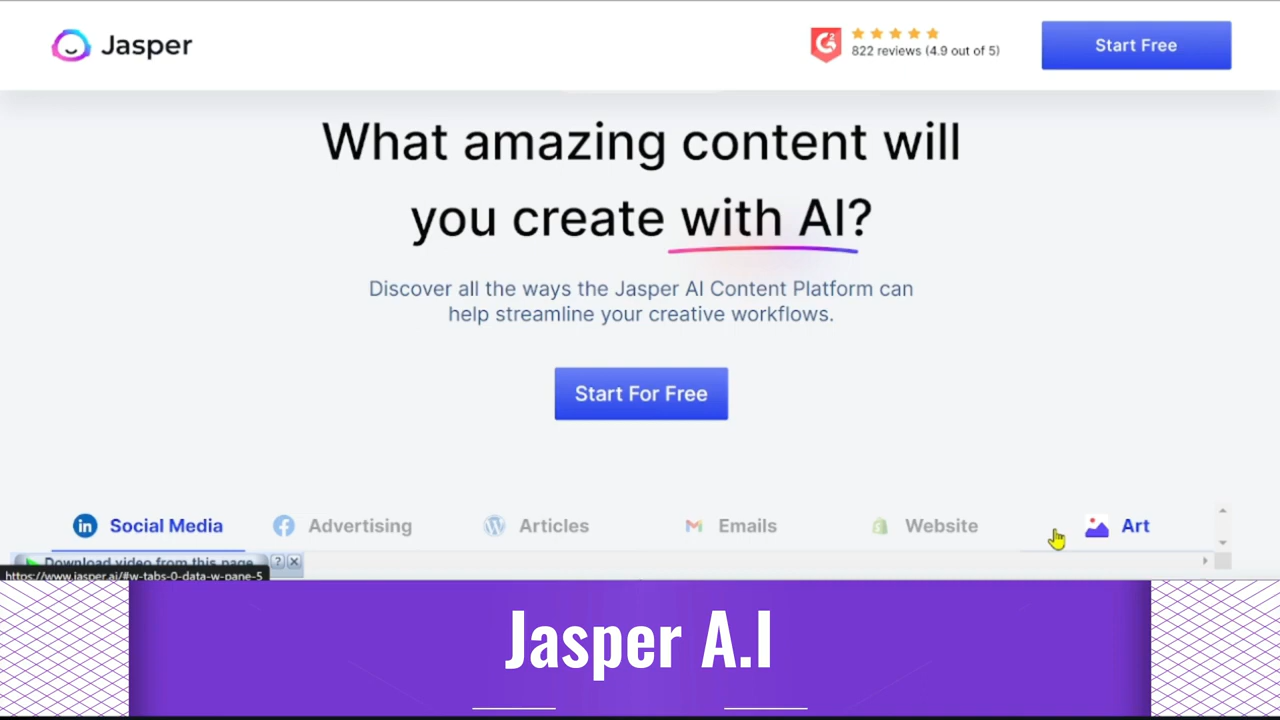 Jasper
822 reviews (4.9 out of 5)
Start Free
What amazing content will
you create with AI?
Discover all the ways the Jasper AI Content Platform can
help streamline your creative workflows.
Start For Free
in Social Media
Advertising
Articles
Emails
Website
Art
Download video from this page
? X
https://www.jasper.ai/#w-tabs-0-data-w-pane-5
Jasper A.I